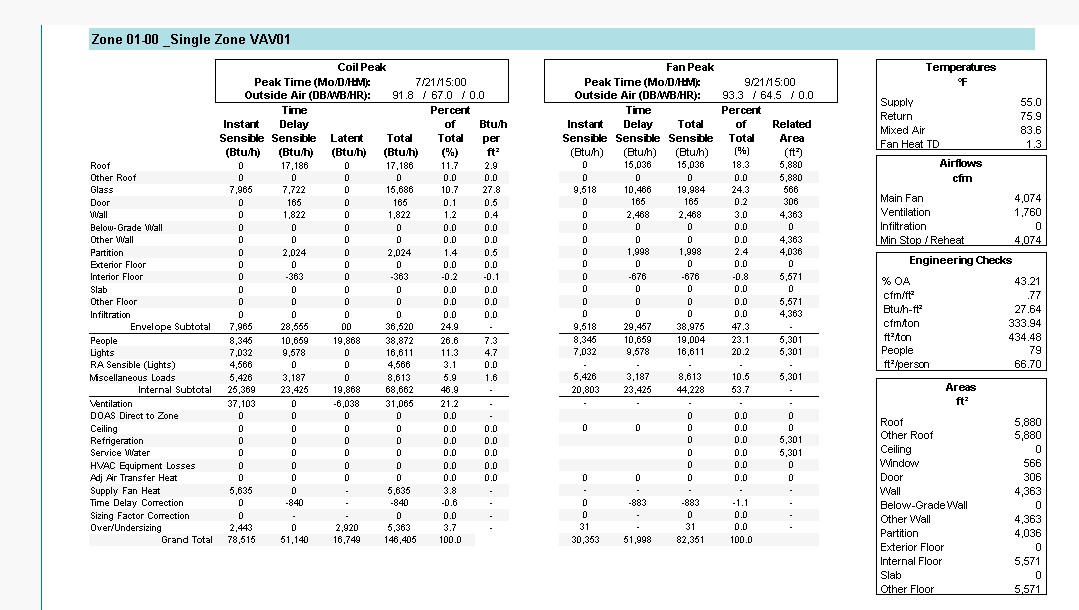 Zone 01-00 _Single Zone VAV01
Coil Peak
Peak Time (Mo/D/H:M): 7/21/15:00
Outside Air (DB/WB/HR): 91.8 / 67.0 / 0.0
Instant Sensible (Btu/h) Time Delay Sensible (Btu/h) Latent (Btu/h) Total (Btu/h) Percent of Total (%) Btu/h per ft²
Fan Peak
Peak Time (Mo/D/H:M): 9/21/15:00
Outside Air (DB/WB/HR): 93.3 / 64.5 / 0.0
Instant Sensible (Btu/h) Time Delay Sensible (Btu/h) Total Sensible (Btu/h) Percent of Total (%) Related Area (ft²)
Roof 0 17,186 0 17,186 11.7 2.9 0 15,036 15,036 18.3 5,880
Other Roof 0 0 0 0 0.0 0.0 0 0 0 0.0 5,880
Glass 7,965 7,722 0 15,686 10.7 27.8 9,518 10,466 19,984 24.3 566
Door 0 165 0 165 0.1 0.5 0 165 165 0.2 306
Wall 0 1,822 0 1,822 1.2 0.4 0 2,468 2,468 3.0 4,363
Below-Grade Wall 0 0 0 0 0.0 0.0 0 0 0 0.0 0
Other Wall 0 0 0 0 0.0 0.0 0 0 0 0.0 4,363
Partition 0 2,024 0 2,024 1.4 0.5 0 1,998 1,998 2.4 4,036
Exterior Floor 0 0 0 0 0.0 0.0 0 0 0 0.0 0
Interior Floor 0 -363 0 -363 -0.2 -0.1 0 -676 -676 -0.8 5,571
Slab 0 0 0 0 0.0 0.0 0 0 0 0.0 0
Other Floor 0 0 0 0 0.0 0.0 0 0 0 0.0 5,571
Infiltration 0 0 0 0 0.0 0.0 0 0 0 0.0 4,363
Envelope Subtotal 7,965 28,555 00 36,520 24.9 - 9,518 29,457 38,975 47.3 -
People 8,345 10,659 19,868 38,872 26.6 7.3 8,345 10,659 19,004 23.1 5,301
Lights 7,032 9,578 0 16,611 11.3 4.7 7,032 9,578 16,611 20.2 5,301
RA Sensible (Lights) 4,566 0 0 4,566 3.1 0.0 - - - - -
Miscellaneous Loads 5,426 3,187 0 8,613 5.9 1.6 5,426 3,187 8,613 10.5 5,301
Internal Subtotal 25,369 23,425 19,868 68,662 46.9 - 20,803 23,425 44,228 53.7 -
Ventilation 37,103 0 -6,038 31,065 21.2 - - - - - -
DOAS Direct to Zone 0 0 0 0 0.0 - 0 0.0 0
Ceiling 0 0 0 0 0.0 0.0 0 0 0 0.0 0
Refrigeration 0 0 0 0 0.0 0.0 0 0.0 5,301
Service Water 0 0 0 0 0.0 0.0 0 0.0 5,301
HVAC Equipment Losses 0 0 0 0 0.0 0.0 0 0.0 0
Adj Air Transfer Heat 0 0 0 0 0.0 0.0 0 0 0 0.0 0
Supply Fan Heat 5,635 0 - 5,635 3.8 - - - - - -
Time Delay Correction 0 -840 - -840 -0.6 - 0 -883 -883 -1.1 -
Sizing Factor Correction 0 - - 0 0.0 - 0 - 0 0.0 -
Over/Undersizing 2,443 0 2,920 5,363 3.7 - 31 - 31 0.0 -
Grand Total 78,515 51,140 16,749 146,405 100.0 30,353 51,998 82,351 100.0
Temperatures
°F
Supply 55.0
Return 75.9
Mixed Air 83.6
Fan Heat TD 1.3
Airflows
cfm
Main Fan 4,074
Ventilation 1,760
Infiltration 0
Min Stop / Reheat 4,074
Engineering Checks
% OA 43.21
cfm/ft² .77
Btu/h-ft² 27.64
cfm/ton 333.94
ft²/ton 434.48
People 79
ft²/person 66.70
Areas
ft²
Roof 5,880
Other Roof 5,880
Ceiling 0
Window 566
Door 306
Wall 4,363
Below-Grade Wall 0
Other Wall 4,363
Partition 4,036
Exterior Floor 0
Internal Floor 5,571
Slab 0
Other Floor 5,571